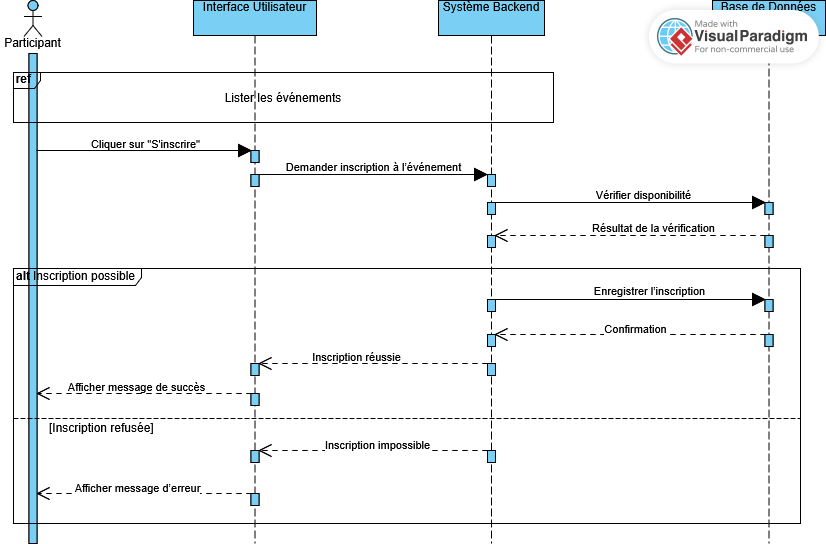 Interface Utilisateur
Système Backend
Base de Données
Made with
VisualParadigm
For non-commercial use
Participant
ref
Lister les événements
Cliquer sur "S'inscrire"
Demander inscription à l'événement
Vérifier disponibilité
Résultat de la vérification
alt Inscription possible
Enregistrer l'inscription
Confirmation
Inscription réussie
Afficher message de succès
[Inscription refusée]
Inscription impossible
Afficher message d'erreur